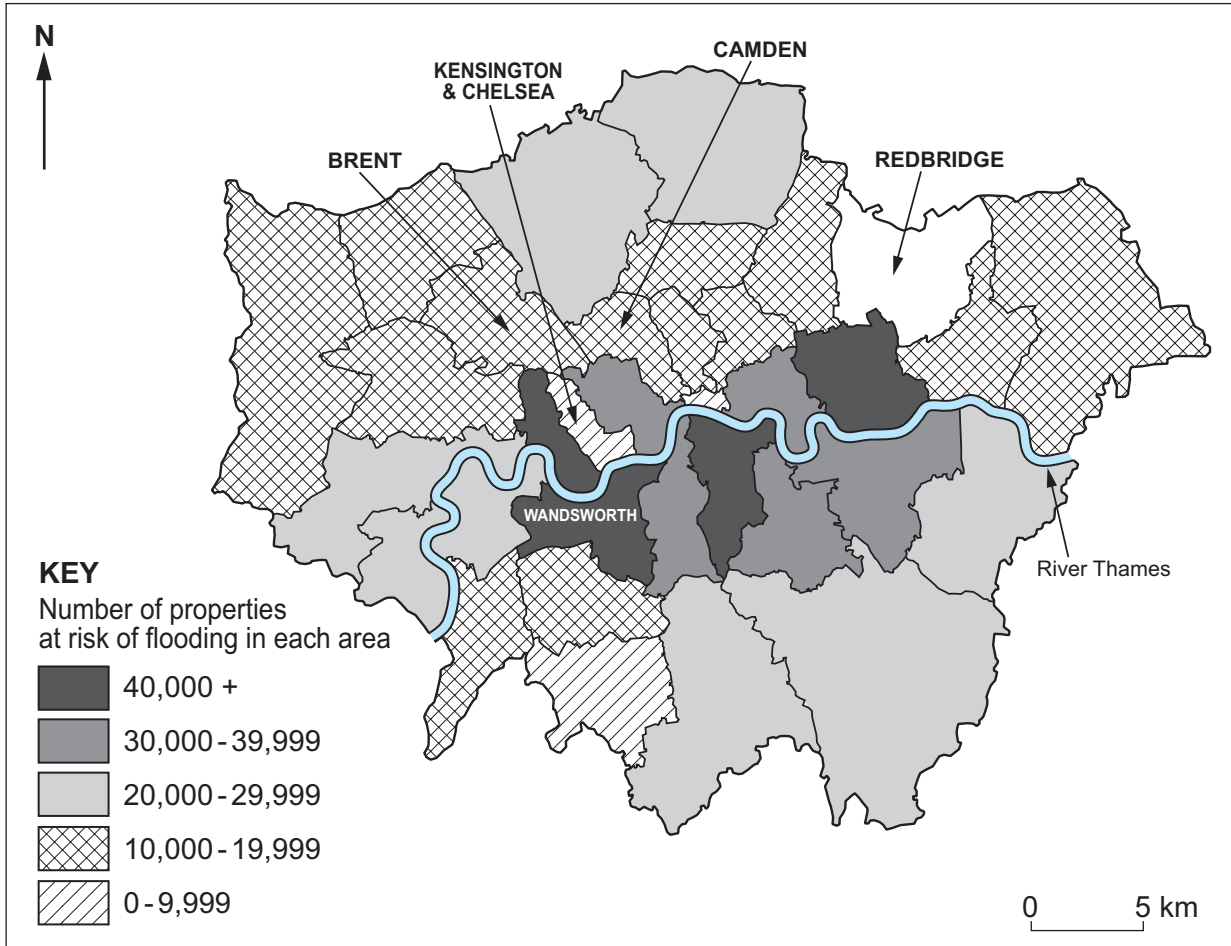 N
CAMDEN
KENSINGTON
& CHELSEA
BRENT
REDBRIDGE
WANDSWORTH
River Thames
KEY
Number of properties
at risk of flooding in each area
40,000 +
30,000 - 39,999
20,000 - 29,999
10,000 - 19,999
0 - 9,999
0 5 km